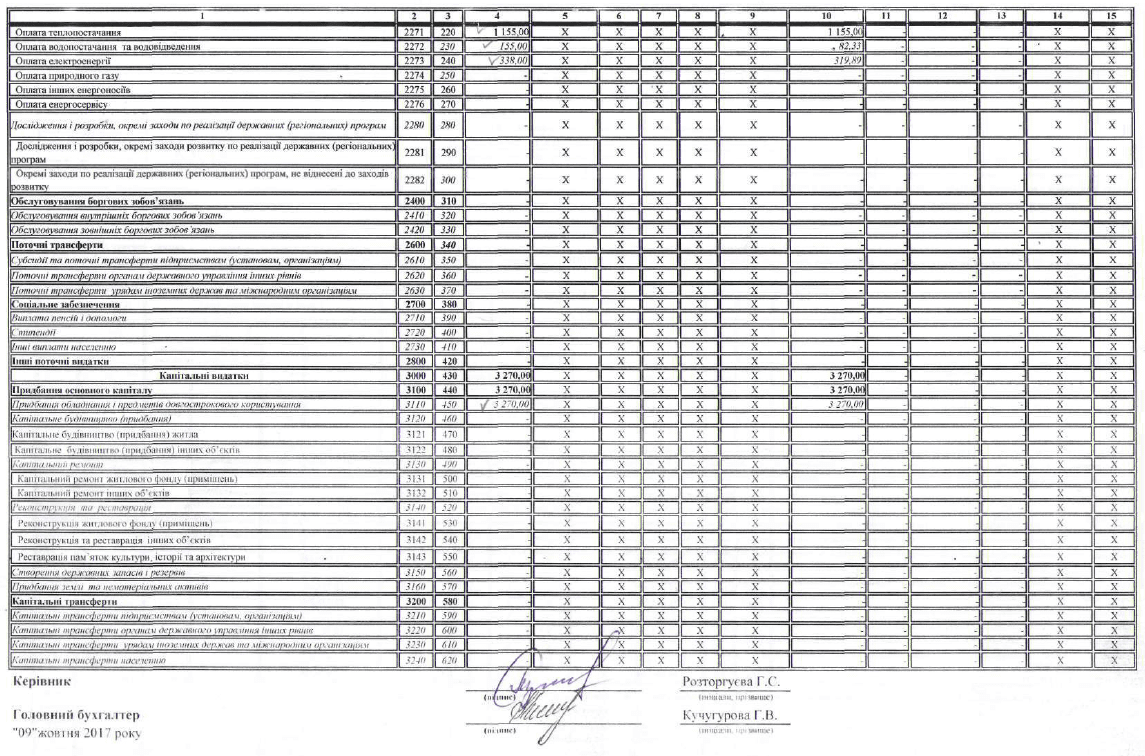 1 2 3 4 5 6 7 8 9 10 11 12 13 14 15
Оплата теплопостачання 2271 220 1 155,00 X X X X X 1 155,00 - - - X X
Оплата водопостачання та водовідведення 2272 230 155,00 X X X X X 82,33 - - - X X
Оплата електроенергії 2273 240 338,00 X X X X X 319,89 - - - X X
Оплата природного газу 2274 250 - X X X X X - - - - X X
Оплата інших енергоносіїв 2275 260 - X X X X X - - - - X X
Оплата енергосервісу 2276 270 - X X X X X - - - - X X
Дослідження і розробки, окремі заходи по реалізації державних (регіональних) програм 2280 280 - X X X X X - - - - X X
Дослідження і розробки, окремі заходи розвитку по реалізації державних (регіональних) програм 2281 290 - X X X X X - - - - X X
Окремі заходи по реалізації державних (регіональних) програм, не віднесені до заходів розвитку 2282 300 - X X X X X - - - - X X
Обслуговування боргових зобов'язань 2400 310 - X X X X X - - - - X X
Обслуговування внутрішніх боргових зобов'язань 2410 320 - X X X X X - - - - X X
Обслуговування зовнішніх боргових зобов'язань 2420 330 - X X X X X - - - - X X
Поточні трансферти 2600 340 - X X X X X - - - - X X
Субсидії та поточні трансферти підприємствам (установам, організаціям) 2610 350 - X X X X X - - - - X X
Поточні трансферти органам державного управління інших рівнів 2620 360 - X X X X X - - - - X X
Поточні трансферти урядам іноземних держав та міжнародним організаціям 2630 370 - X X X X X - - - - X X
Соціальне забезпечення 2700 380 - X X X X X - - - - X X
Виплата пенсій і допомоги 2710 390 - X X X X X - - - - X X
Стипендії 2720 400 - X X X X X - - - - X X
Інші виплати населенню 2730 410 - X X X X X - - - - X X
Інші поточні видатки 2800 420 - X X X X X - - - - X X
Капітальні видатки 3000 430 3 270,00 X X X X X 3 270,00 - - - X X
Придбання основного капіталу 3100 440 3 270,00 X X X X X 3 270,00 - - - X X
Придбання обладнання і предметів довгострокового користування 3110 450 3 270,00 X X X X X 3 270,00 - - - X X
Капітальне будівництво (придбання) 3120 460 - X X X X X - - - - X X
Капітальне будівництво (придбання) житла 3121 470 - X X X X X - - - - X X
Капітальне будівництво (придбання) інших об'єктів 3122 480 - X X X X X - - - - X X
Капітальний ремонт 3130 490 - X X X X X - - - - X X
Капітальний ремонт житлового фонду (приміщень) 3131 500 - X X X X X - - - - X X
Капітальний ремонт інших об'єктів 3132 510 - X X X X X - - - - X X
Реконструкція та реставрація 3140 520 - X X X X X - - - - X X
Реконструкція житлового фонду (приміщень) 3141 530 - X X X X X - - - - X X
Реконструкція та реставрація інших об'єктів 3142 540 - X X X X X - - - - X X
Реставрація пам'яток культури, історії та архітектури 3143 550 - X X X X X - - - - X X
Створення державних запасів і резервів 3150 560 - X X X X X - - - - X X
Придбання землі та нематеріальних активів 3160 570 - X X X X X - - - - X X
Капітальні трансферти 3200 580 - X X X X X - - - - X X
Капітальні трансферти підприємствам (установам, організаціям) 3210 590 - X X X X X - - - - X X
Капітальні трансферти органам державного управління інших рівнів 3220 600 - X X X X X - - - - X X
Капітальні трансферти урядам іноземних держав та міжнародним організаціям 3230 610 - X X X X X - - - - X X
Капітальні трансферти населенню 3240 620 - X X X X X - - - - X X
Керівник Розторгуєва Г.С.
(підпис) (ініціали, прізвище)
Головний бухгалтер Кучугурова Г.В.
"09"жовтня 2017 року (підпис) (ініціали, прізвище)